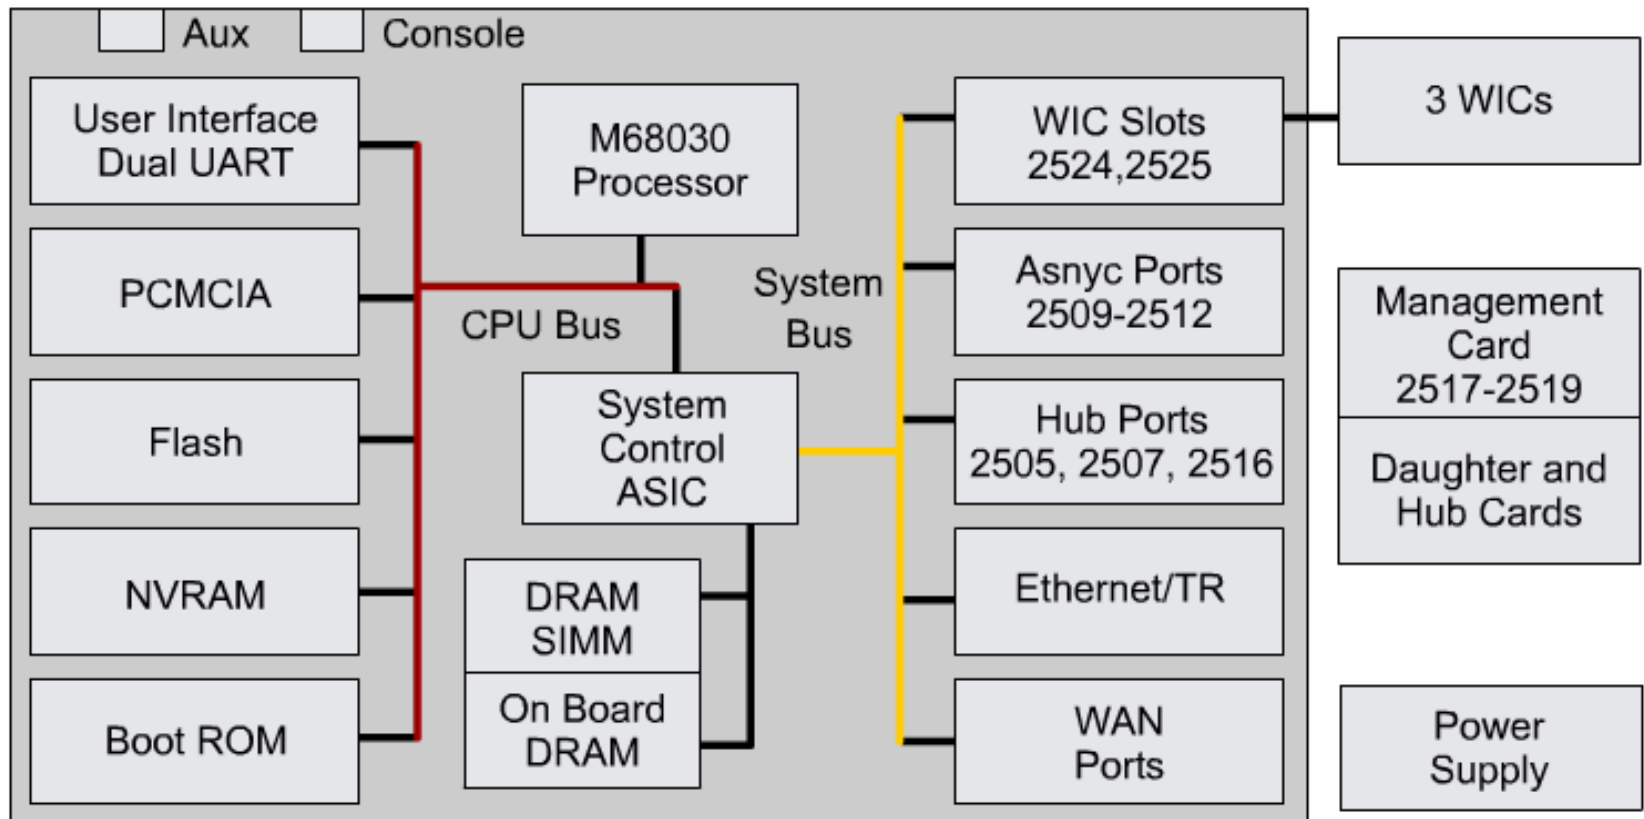 Aux
Console
User Interface
Dual UART
PCMCIA
Flash
NVRAM
Boot ROM
M68030
Processor
CPU Bus
System
Control
ASIC
DRAM
SIMM
On Board
DRAM
System
Bus
WIC Slots
2524,2525
Asnyc Ports
2509-2512
Hub Ports
2505, 2507, 2516
Ethernet/TR
WAN
Ports
3 WICs
Management
Card
2517-2519
Daughter and
Hub Cards
Power
Supply